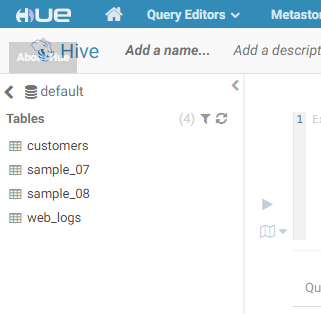 HUE Query Editors Metasto
About Hue Hive Add a name... Add a descript
default
Tables (4)
customers
sample_07
sample_08
web_logs
1 Ex
Qu